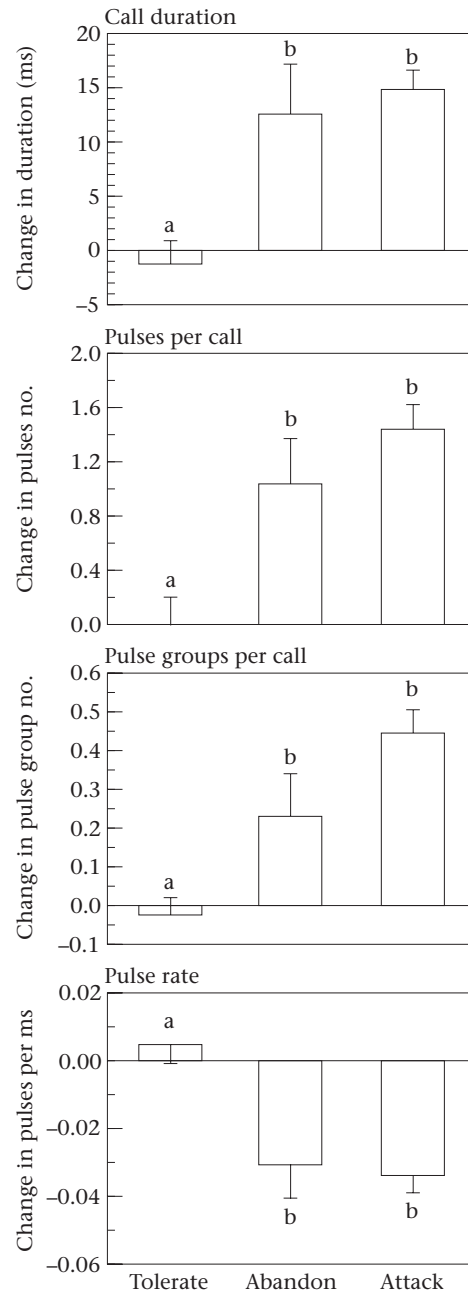 Call duration
Change in duration (ms)
20
15
10
5
0
−5
a
b
b
Pulses per call
Change in pulses no.
2.0
1.6
1.2
0.8
0.4
0.0
a
b
b
Pulse groups per call
Change in pulse group no.
0.6
0.5
0.4
0.3
0.2
0.1
0.0
−0.1
a
b
b
Pulse rate
Change in pulses per ms
0.02
0.00
−0.02
−0.04
−0.06
a
b
b
Tolerate Abandon Attack